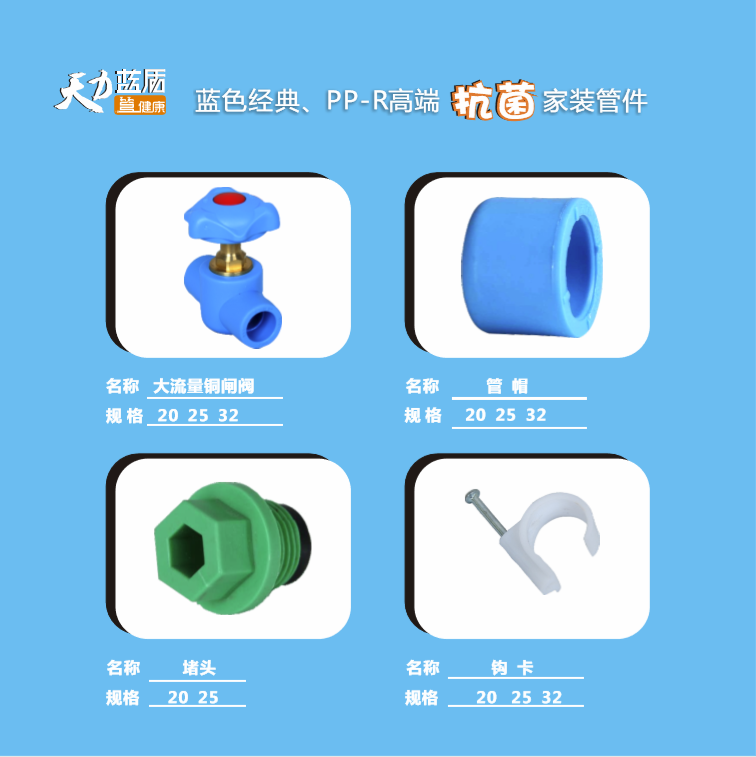 天力 蓝质
管 健康
蓝色经典、PP-R高端 抗菌 家装管件
名称 大流量铜闸阀
规格 20 25 32
名称 管 帽
规格 20 25 32
名称 堵头
规格 20 25
名称 钩 卡
规格 20 25 32